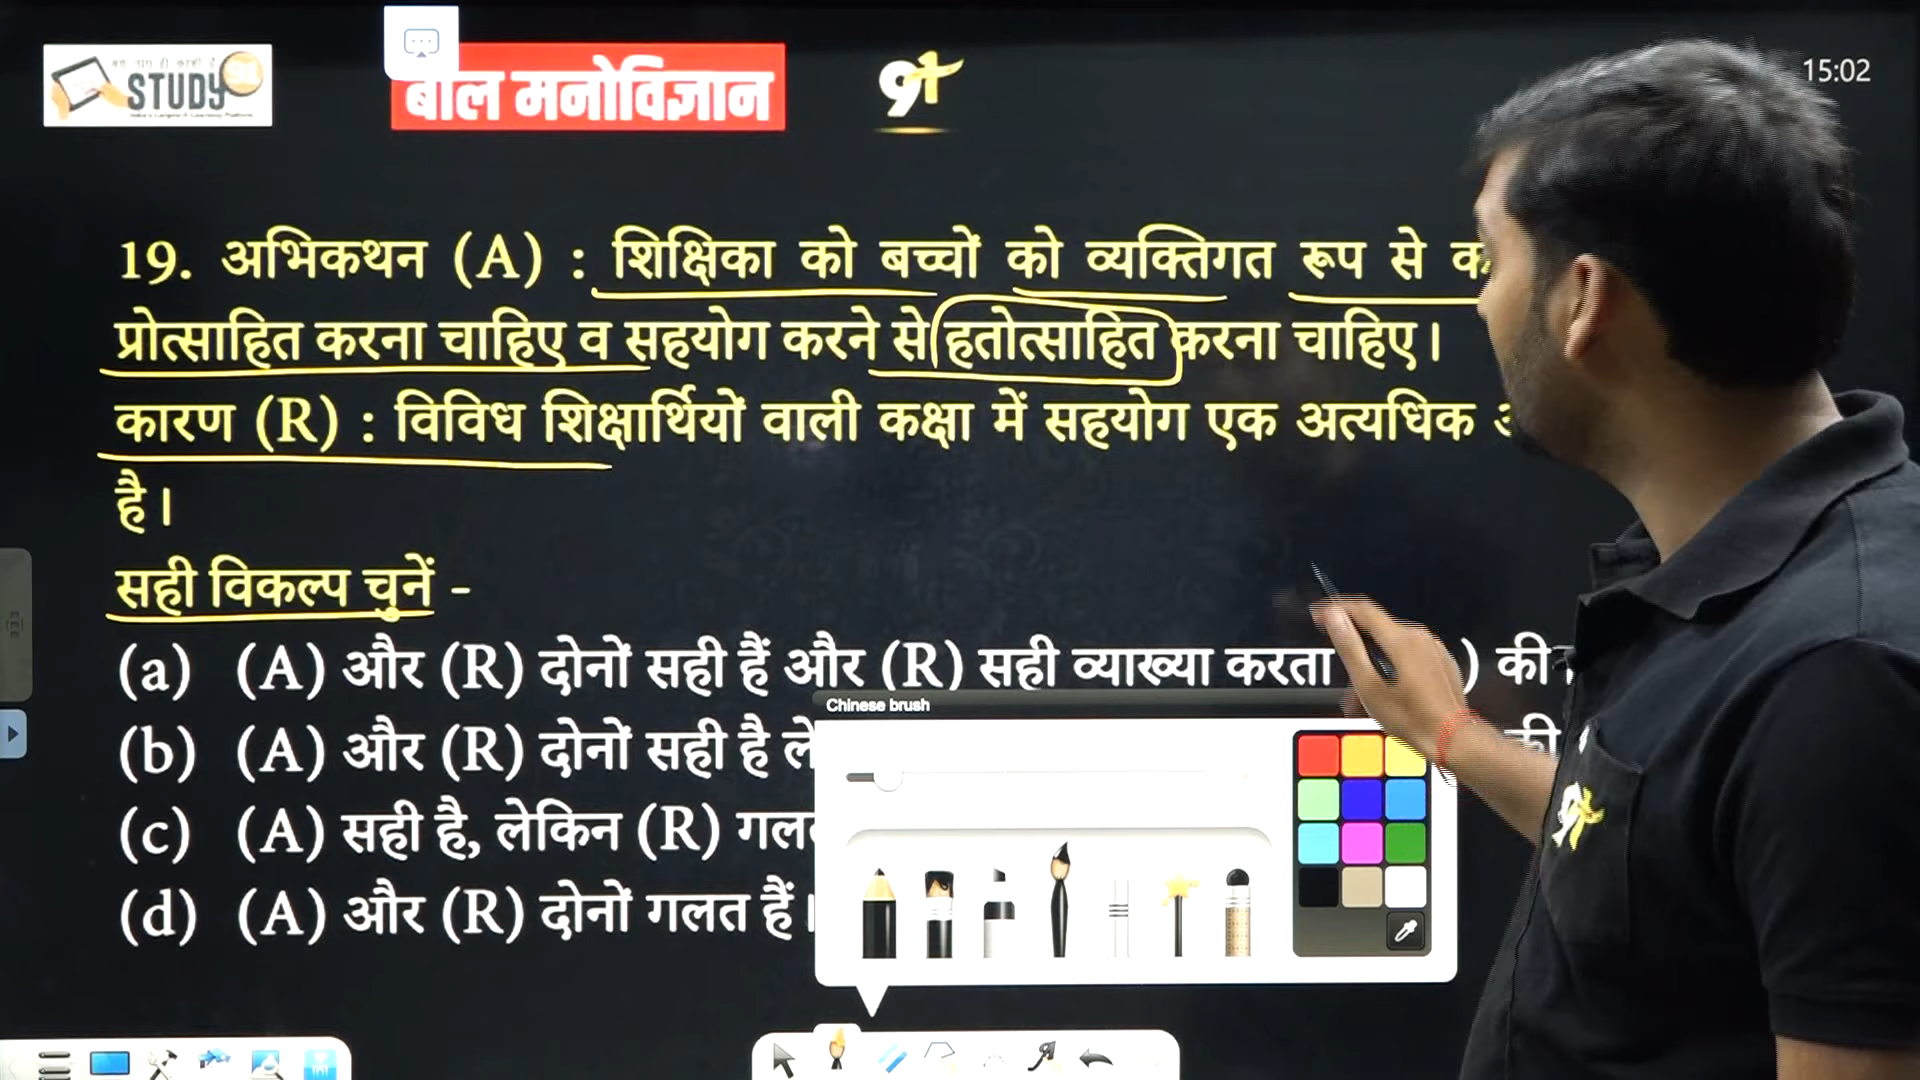 STUDY
बाल मनोविज्ञान
9+
15:02
19. अभिकथन (A) : शिक्षिका को बच्चों को व्यक्तिगत रूप से
प्रोत्साहित करना चाहिए व सहयोग करने से हतोत्साहित करना चाहिए।
कारण (R) : विविध शिक्षार्थियों वाली कक्षा में सहयोग एक अत्यधिक
है।
सही विकल्प चुनें -
(a) (A) और (R) दोनों सही हैं और (R) सही व्याख्या करता ) की
(b) (A) और (R) दोनों सही है की
(c) (A) सही है, लेकिन (R)
(d) (A) और (R) दोनों गलत हैं।
Chinese brush